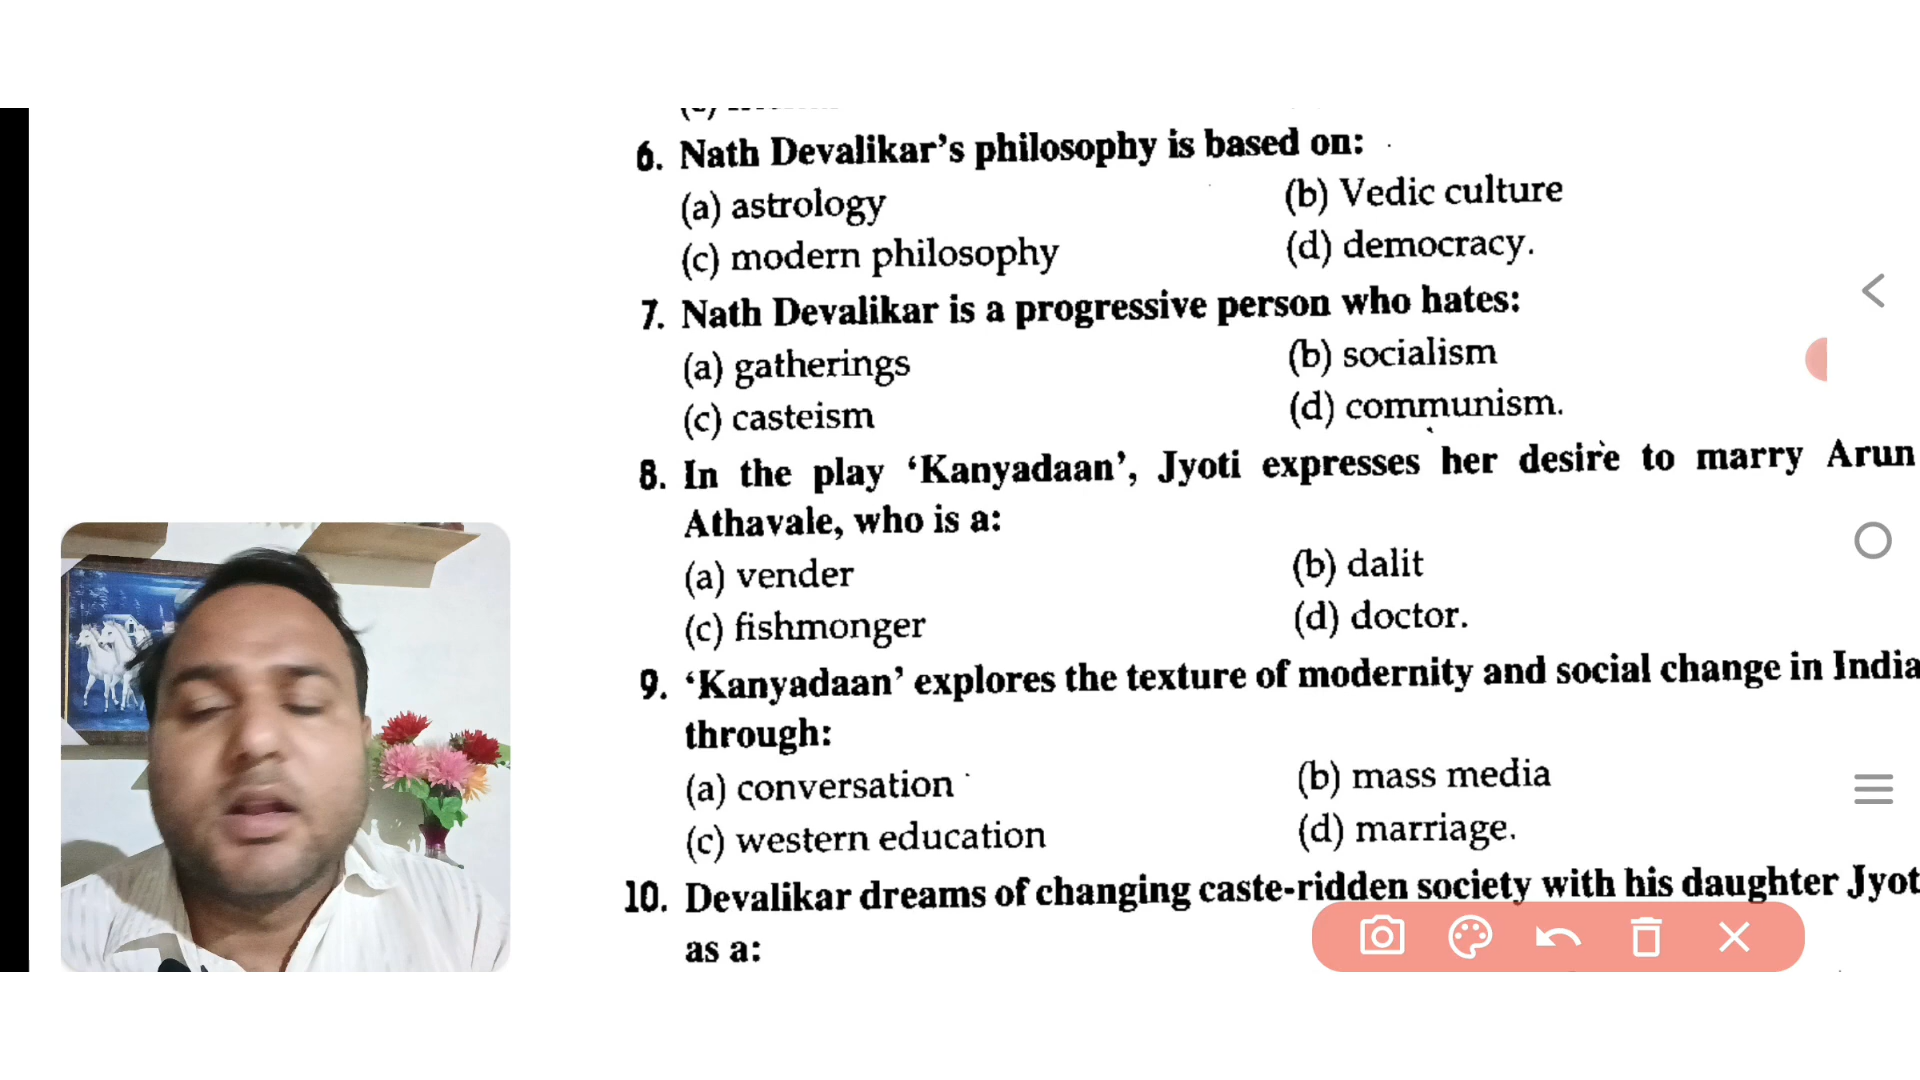 6. Nath Devalikar's philosophy is based on:
(a) astrology (b) Vedic culture
(c) modern philosophy (d) democracy.
7. Nath Devalikar is a progressive person who hates:
(a) gatherings (b) socialism
(c) casteism (d) communism.
8. In the play ‘Kanyadaan’, Jyoti expresses her desire to marry Arun
Athavale, who is a:
(a) vender (b) dalit
(c) fishmonger (d) doctor.
9. ‘Kanyadaan’ explores the texture of modernity and social change in India
through:
(a) conversation (b) mass media
(c) western education (d) marriage.
10. Devalikar dreams of changing caste-ridden society with his daughter Jyot
as a: